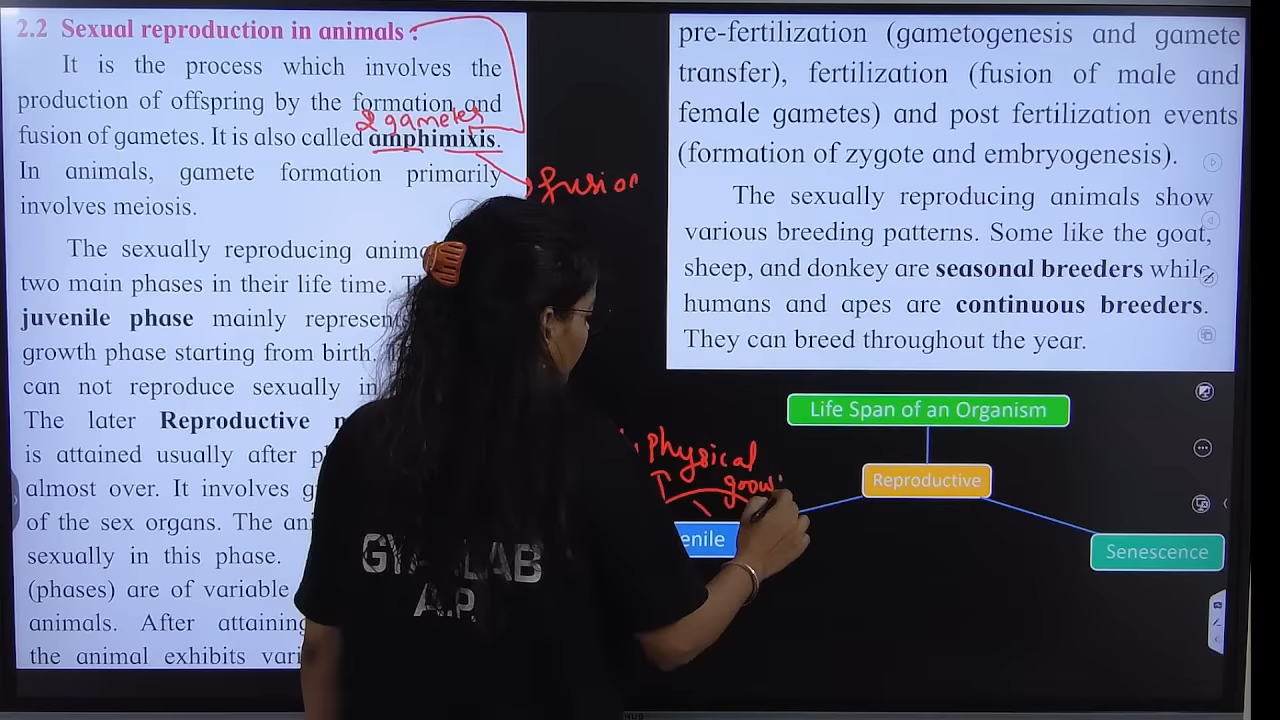 2.2 Sexual reproduction in animals :
It is the process which involves the
production of offspring by the formation and
2 gametes
fusion of gametes. It is also called amphimixis.
In animals, gamete formation primarily
fusion
involves meiosis.
The sexually reproducing
two main phases in their life time.
juvenile phase mainly
growth phase starting from birth.
can not reproduce sexually in
The later Reproductive
is attained usually after
almost over. It involves
of the sex organs. The
sexually in this phase.
(phases) are of variable
animals. After attaining
the animal exhibits
pre-fertilization (gametogenesis and gamete
transfer), fertilization (fusion of male and
female gametes) and post fertilization events
(formation of zygote and embryogenesis).
The sexually reproducing animals show
various breeding patterns. Some like the goat,
sheep, and donkey are seasonal breeders while
humans and apes are continuous breeders.
They can breed throughout the year.
Life Span of an Organism
physical
Reproductive
Senescence
A.P.